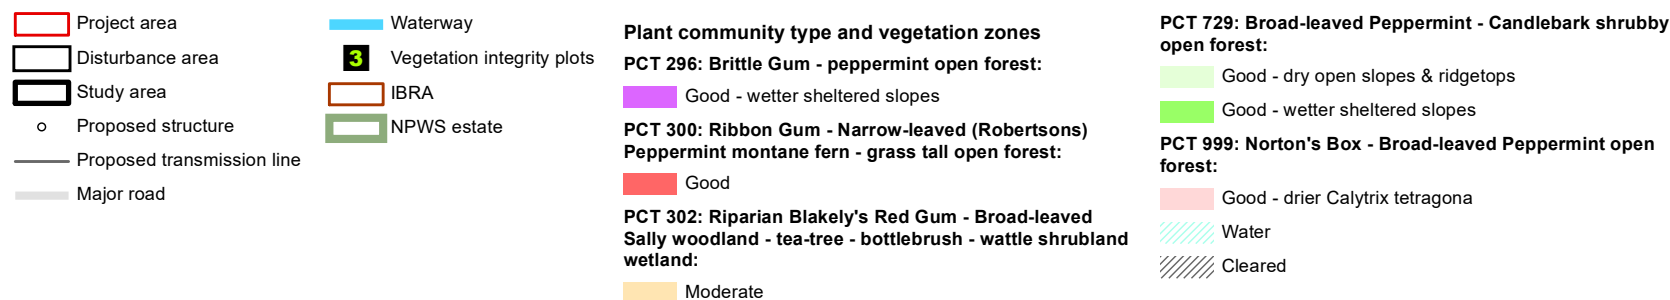 Project area
Disturbance area
Study area
Proposed structure
Proposed transmission line
Major road
Waterway
3
Vegetation integrity plots
IBRA
NPWS estate
Plant community type and vegetation zones
PCT 296: Brittle Gum - peppermint open forest:
Good - wetter sheltered slopes
PCT 300: Ribbon Gum - Narrow-leaved (Robertsons)
Peppermint montane fern - grass tall open forest:
Good
PCT 302: Riparian Blakely's Red Gum - Broad-leaved
Sally woodland - tea-tree - bottlebrush - wattle shrubland
wetland:
Moderate
PCT 729: Broad-leaved Peppermint - Candlebark shrubby
open forest:
Good - dry open slopes & ridgetops
Good - wetter sheltered slopes
PCT 999: Norton's Box - Broad-leaved Peppermint open
forest:
Good - drier Calytrix tetragona
Water
Cleared